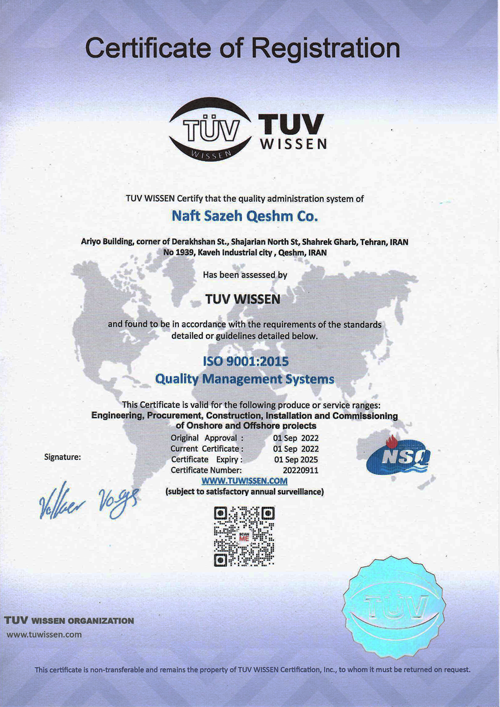 Certificate of Registration
TÜV
WISSEN
TUV
WISSEN
TUV WISSEN Certify that the quality administration system of
Naft Sazeh Qeshm Co.
Ariyo Building, corner of Derakhshan St., Shajarian North St, Shahrek Gharb, Tehran, IRAN
No 1939, Kaveh Industrial city , Qeshm, IRAN
Has been assessed by
TUV WISSEN
and found to be in accordance with the requirements of the standards
detailed or guidelines detailed below.
ISO 9001:2015
Quality Management Systems
This Certificate is valid for the following produce or service ranges:
Engineering, Procurement, Construction, Installation and Commissioning
of Onshore and Offshore projects
Original Approval : 01 Sep 2022
Current Certificate : 01 Sep 2022
Certificate Expiry : 01 Sep 2025
Certificate Number: 20220911
WWW.TUWISSEN.COM
(subject to satisfactory annual surveillance)
Signature:
NSQ
TUV WISSEN ORGANIZATION
www.tuwissen.com
TUV
This certificate is non-transferable and remains the property of TUV WISSEN Certification, Inc., to whom it must be returned on request.